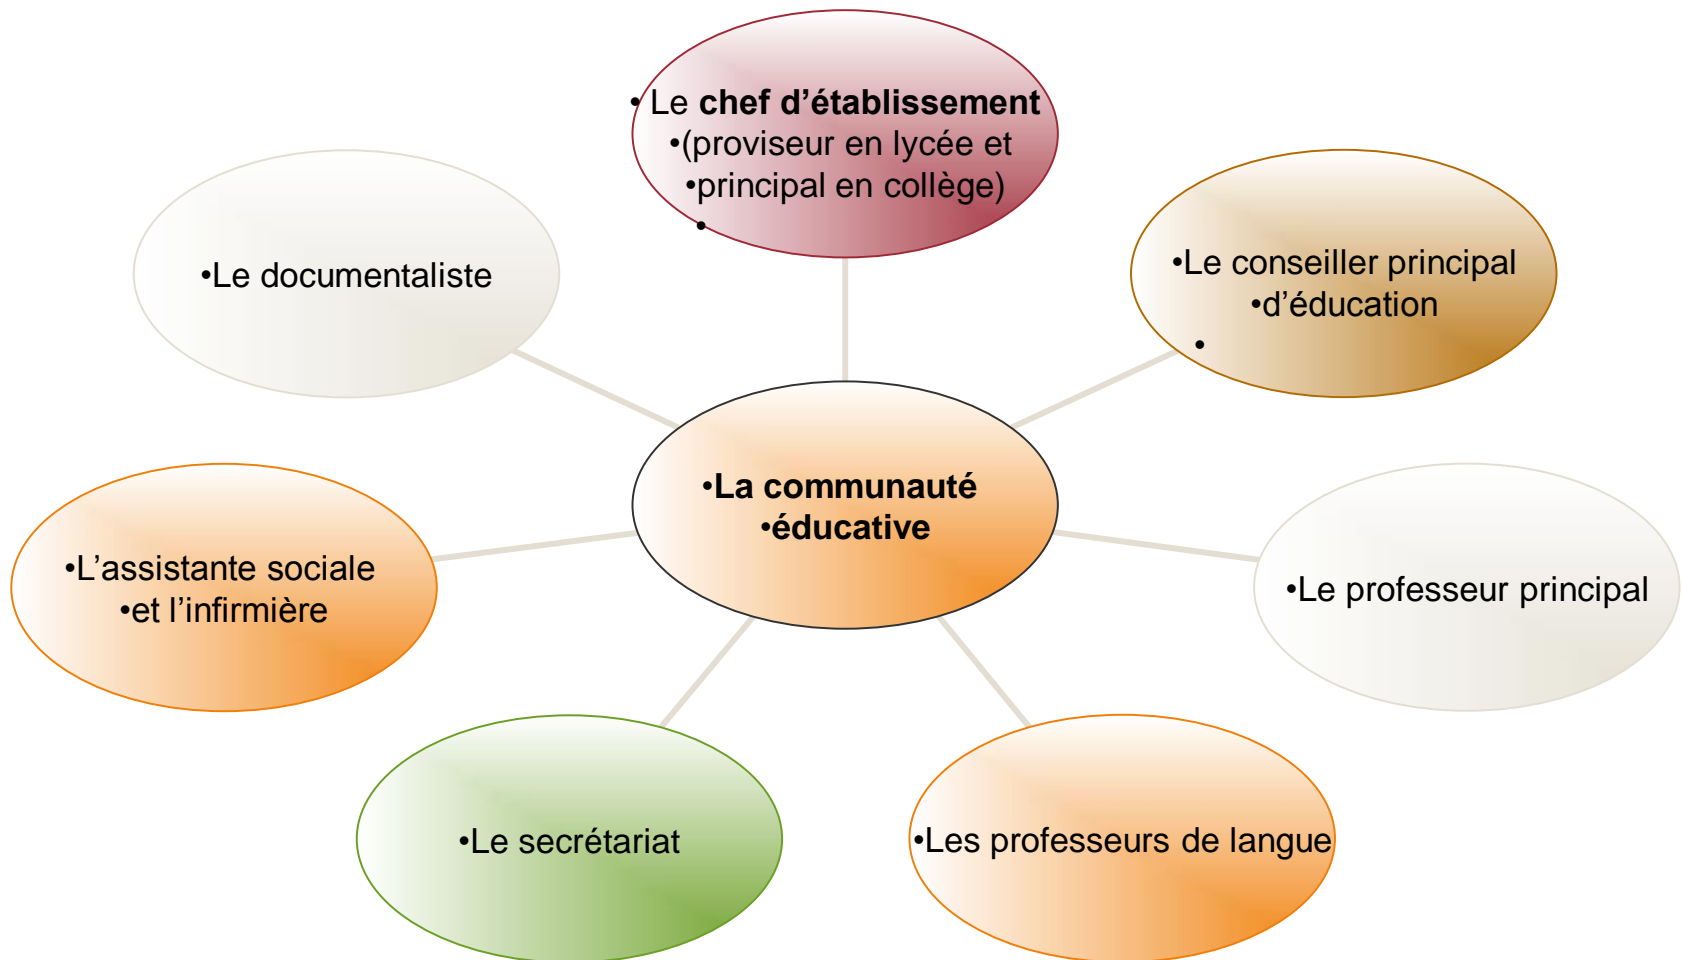 • Le chef d’établissement
•(proviseur en lycée et
•principal en collège)
•
•Le documentaliste
•Le conseiller principal
•d’éducation
•
•La communauté
•éducative
•L’assistante sociale
•et l’infirmière
•Le professeur principal
•Le secrétariat
•Les professeurs de langue